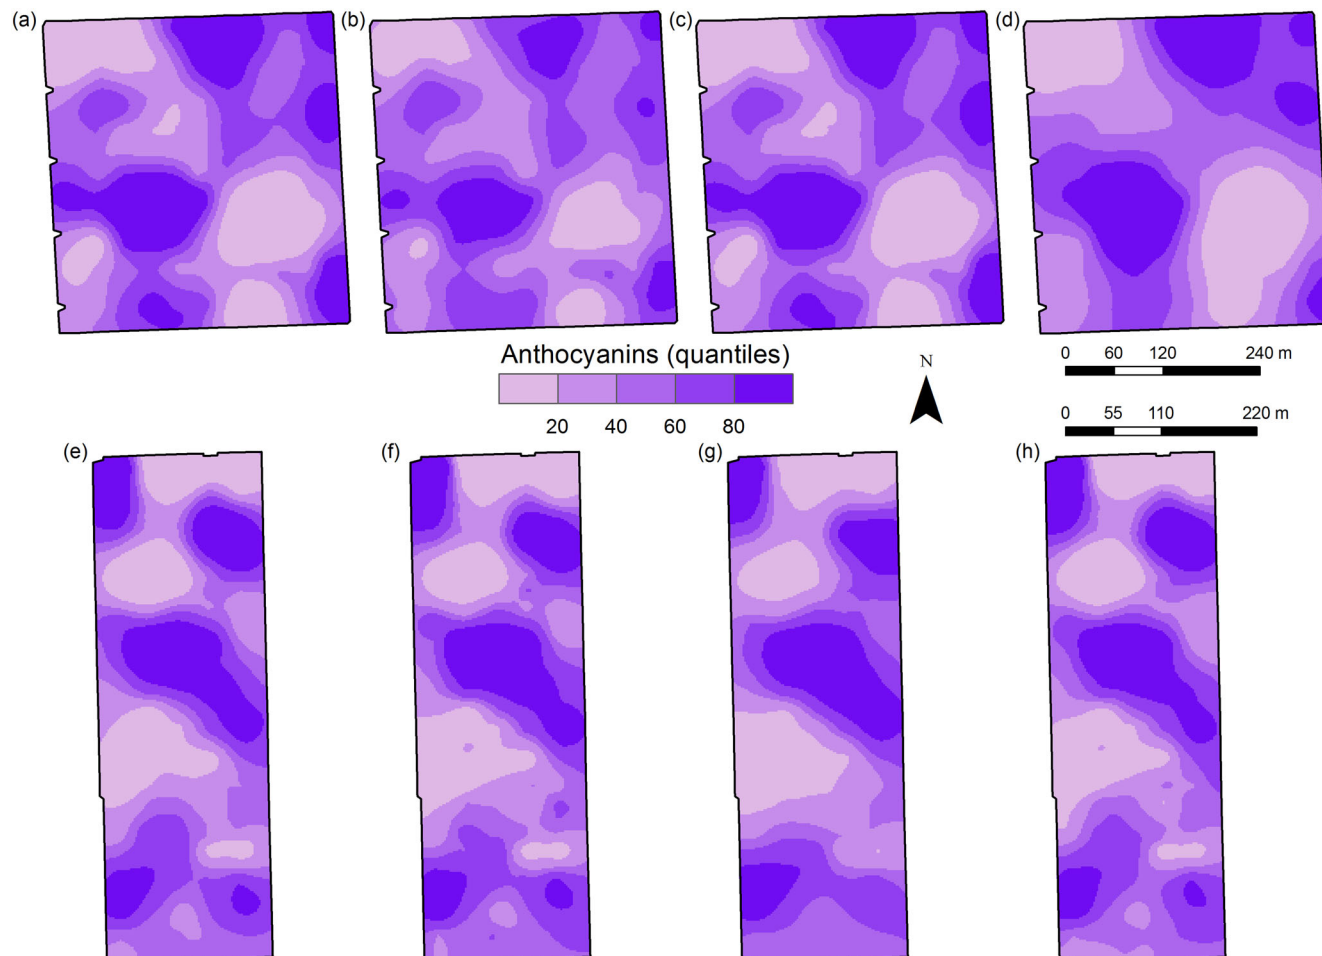 (a) (b) (c) (d)
Anthocyanins (quantiles)
20 40 60 80
N
0 60 120 240 m
0 55 110 220 m
(e) (f) (g) (h)